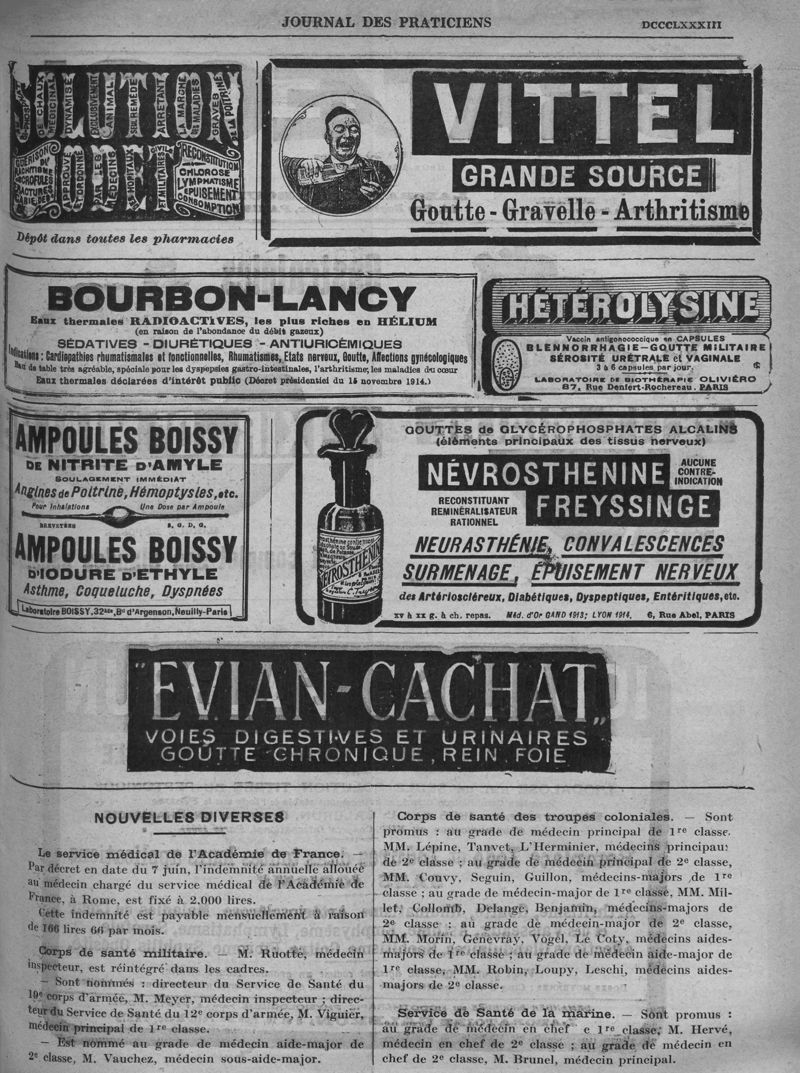 JOURNAL DES PRATICIENS
DCCCLXXXIII
SOLUTION
PAUTAUBERGE
Dépôt dans toutes les pharmacies
VITTEL
GRANDE SOURCE
Goutte - Gravelle - Arthritisme
BOURBON-LANCY
Eaux thermales RADIOACTIVES, les plus riches en HÉLIUM
(en raison de l'abondance du débit gazeux)
SÉDATIVES - DIURÉTIQUES - ANTIURICÉMIQUES
Indications : Cardiopathies rhumatismales et fonctionnelles, Rhumatismes, Etats nerveux, Goutte, Affections gynécologiques
Eau de table très agréable, spéciale pour les dyspepsies gastro-intestinales, l'arthritisme, les maladies du cœur
Eaux thermales déclarées d'intérêt public (Décret présidentiel du 15 novembre 1914.)
HÉTÉROLYSINE
Vaccin antigonococcique en CAPSULES
BLENNORRHAGIE - GOUTTE MILITAIRE
SÉROSITÉ URÉTRALE et VAGINALE
3 à 6 capsules par jour.
LABORATOIRE DE BIOTHÉRAPIE OLIVIÉRO
87, Rue Denfert-Rochereau. PARIS
AMPOULES BOISSY
DE NITRITE D'AMYLE
SOULAGEMENT IMMÉDIAT
Angines de Poitrine, Hémoptysies, etc.
Pour Inhalations Une Dose par Ampoule
BREVETÉES S. G. D. G.
AMPOULES BOISSY
D'IODURE D'ETHYLE
Asthme, Coqueluche, Dyspnées
Laboratoire BOISSY, 32 bis, Bd d'Argenson, Neuilly-Paris
GOUTTES de GLYCÉROPHOSPHATES ALCALINS
(éléments principaux des tissus nerveux)
NÉVROSTHENINE
AUCUNE
CONTRE-
INDICATION
RECONSTITUANT
REMINÉRALISATEUR
RATIONNEL
FREYSSINGE
NEURASTHÉNIE, CONVALESCENCES
SURMENAGE, ÉPUISEMENT NERVEUX
des Artérioscléreux, Diabétiques, Dyspeptiques, Entéritiques, etc.
XV à XX g. à ch. repas. Méd. d'Or GAND 1913; LYON 1914. 6, Rue Abel, PARIS
"EVIAN-CACHAT„
VOIES DIGESTIVES ET URINAIRES
GOUTTE CHRONIQUE, REIN, FOIE
NOUVELLES DIVERSES
Le service médical de l'Académie de France. —
Par décret en date du 7 juin, l'indemnité annuelle allouée
au médecin chargé du service médical de l'Académie de
France, à Rome, est fixé à 2.000 lires.
Cette indemnité est payable mensuellement à raison
de 166 lires 66 par mois.
Corps de santé militaire. — M. Ruotte, médecin
inspecteur, est réintégré dans les cadres.
— Sont nommés : directeur du Service de Santé du
19e corps d'armée, M. Meyer, médecin inspecteur ; direc-
teur du Service de Santé du 12e corps d'armée, M. Viguier,
médecin principal de 1re classe.
— Est nommé au grade de médecin aide-major de
2e classe, M. Vauchez, médecin sous-aide-major.
Corps de santé des troupes coloniales. — Sont
promus : au grade de médecin principal de 1re classe,
MM. Lépine, Tanvet, L'Herminier, médecins principaux
de 2e classe ; au grade de médecin principal de 2e classe,
MM. Couvy, Seguin, Guillon, médecins-majors de 1re
classe ; au grade de médecin-major de 1re classe, MM. Mil-
let, Collomb, Delange, Benjamin, médecins-majors de
2e classe ; au grade de médecin-major de 2e classe,
MM. Morin, Genevray, Vogel, Le Coty, médecins aides-
majors de 1re classe ; au grade de médecin aide-major de
1re classe, MM. Robin, Loupy, Leschi, médecins aides-
majors de 2e classe.
Service de Santé de la marine. — Sont promus :
au grade de médecin en chef e 1re classe, M. Hervé,
médecin en chef de 2e classe ; au grade de médecin en
chef de 2e classe, M. Brunel, médecin principal.